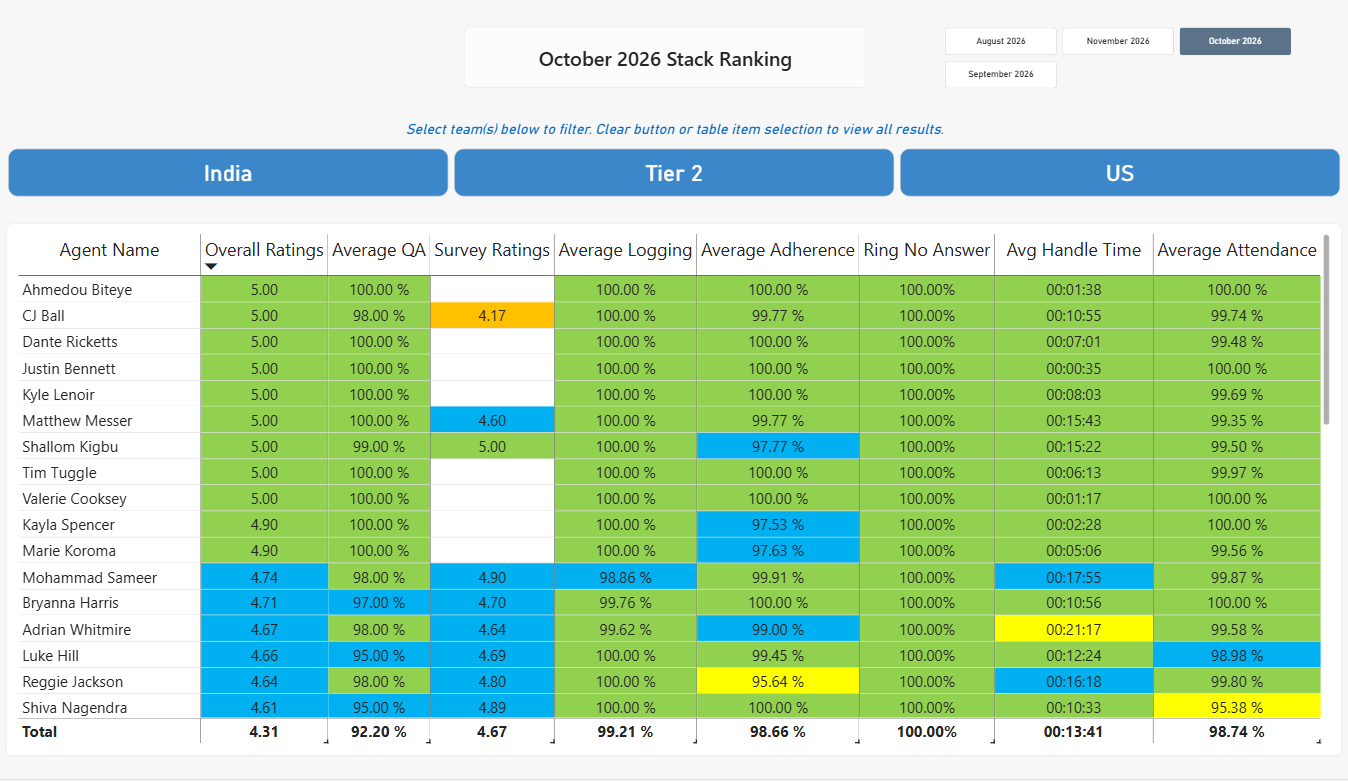 October 2026 Stack Ranking
August 2026 November 2026 October 2026
September 2026
Select team(s) below to filter. Clear button or table item selection to view all results.
India Tier 2 US
Agent Name Overall Ratings Average QA Survey Ratings Average Logging Average Adherence Ring No Answer Avg Handle Time Average Attendance
Ahmedou Biteye 5.00 100.00 % 100.00 % 100.00 % 100.00% 00:01:38 100.00 %
CJ Ball 5.00 98.00 % 4.17 100.00 % 99.77 % 100.00% 00:10:55 99.74 %
Dante Ricketts 5.00 100.00 % 100.00 % 100.00 % 100.00% 00:07:01 99.48 %
Justin Bennett 5.00 100.00 % 100.00 % 100.00 % 100.00% 00:00:35 100.00 %
Kyle Lenoir 5.00 100.00 % 100.00 % 100.00 % 100.00% 00:08:03 99.69 %
Matthew Messer 5.00 100.00 % 4.60 100.00 % 99.77 % 100.00% 00:15:43 99.35 %
Shallom Kigbu 5.00 99.00 % 5.00 100.00 % 97.77 % 100.00% 00:15:22 99.50 %
Tim Tuggle 5.00 100.00 % 100.00 % 100.00 % 100.00% 00:06:13 99.97 %
Valerie Cooksey 5.00 100.00 % 100.00 % 100.00 % 100.00% 00:01:17 100.00 %
Kayla Spencer 4.90 100.00 % 100.00 % 97.53 % 100.00% 00:02:28 100.00 %
Marie Koroma 4.90 100.00 % 100.00 % 97.63 % 100.00% 00:05:06 99.56 %
Mohammad Sameer 4.74 98.00 % 4.90 98.86 % 99.91 % 100.00% 00:17:55 99.87 %
Bryanna Harris 4.71 97.00 % 4.70 99.76 % 100.00 % 100.00% 00:10:56 100.00 %
Adrian Whitmire 4.67 98.00 % 4.64 99.62 % 99.00 % 100.00% 00:21:17 99.58 %
Luke Hill 4.66 95.00 % 4.69 100.00 % 99.45 % 100.00% 00:12:24 98.98 %
Reggie Jackson 4.64 98.00 % 4.80 100.00 % 95.64 % 100.00% 00:16:18 99.80 %
Shiva Nagendra 4.61 95.00 % 4.89 100.00 % 100.00 % 100.00% 00:10:33 95.38 %
Total 4.31 92.20 % 4.67 99.21 % 98.66 % 100.00% 00:13:41 98.74 %